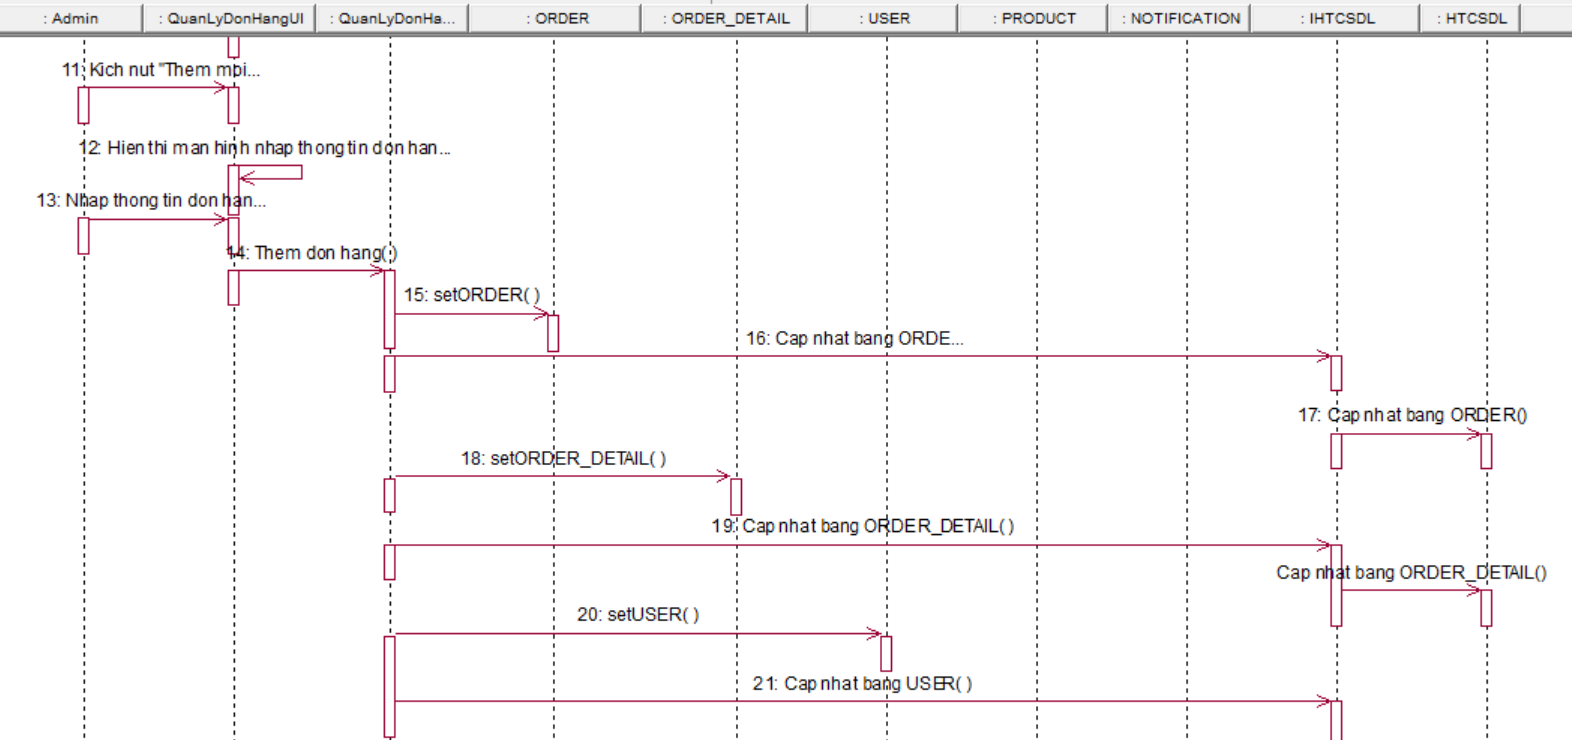 : Admin
: QuanLyDonHangUI
: QuanLyDonHa...
: ORDER
: ORDER_DETAIL
: USER
: PRODUCT
: NOTIFICATION
: IHTCSDL
: HTCSDL
11: Kich nut "Them moi...
12: Hien thi man hinh nhap thong tin don han...
13: Nhap thong tin don han...
14: Them don hang( )
15: setORDER( )
16: Cap nhat bang ORDE...
17: Cap nhat bang ORDER()
18: setORDER_DETAIL( )
19: Cap nhat bang ORDER_DETAIL( )
Cap nhat bang ORDER_DETAIL()
20: setUSER( )
21: Cap nhat bang USER( )